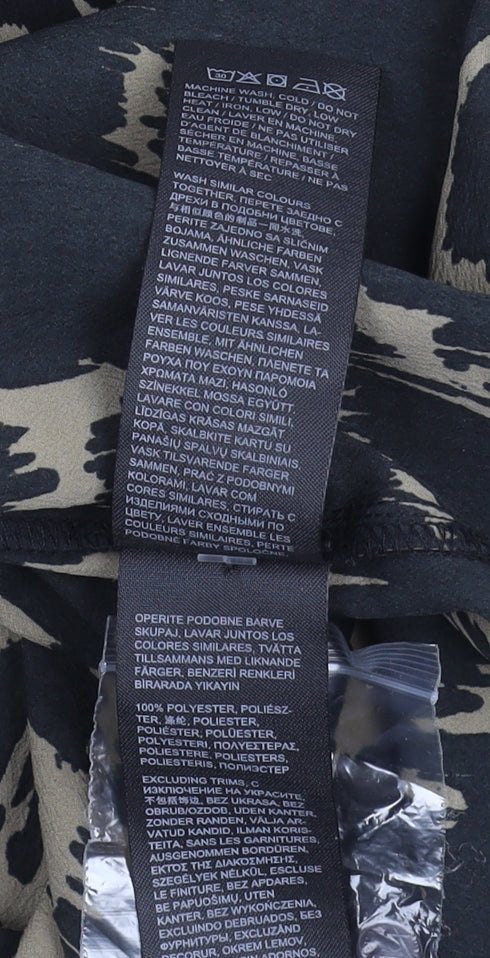 30
MACHINE WASH, COLD / DO NOT
BLEACH / TUMBLE DRY, LOW
HEAT / IRON, LOW / DO NOT DRY
CLEAN / LAVER EN MACHINE
EAU FROIDE / NE PAS UTILISER
D'AGENT DE BLANCHIMENT /
SÉCHER EN MACHINE, BASSE
TEMPÉRATURE / REPASSER À
BASSE TEMPÉRATURE / NE PAS
NETTOYER À SEC
WASH SIMILAR COLOURS
TOGETHER, ПЕРЕТЕ ЗАЕДНО С
ДРЕХИ В ПОДОБНИ ЦВЕТОВЕ,
与相似颜色的制品一同水洗,
PERITE ZAJEDNO SA SLIČNIM
BOJAMA, ÄHNLICHE FARBEN
ZUSAMMEN WASCHEN, VASK
LIGNENDE FARVER SAMMEN,
LAVAR JUNTOS LOS COLORES
SIMILARES, PESKE SARNASEID
VÄRVE KOOS, PESE YHDESSÄ
SAMANVÄRISTEN KANSSA, LA-
VER LES COULEURS SIMILAIRES
ENSEMBLE, MIT ÄHNLICHEN
FARBEN WASCHEN, ΠΛΕΝΕΤΕ ΤΑ
ΡΟΥΧΑ ΠΟΥ ΕΧΟΥΝ ΠΑΡΟΜΟΙΑ
ΧΡΩΜΑΤΑ ΜΑΖΙ, HASONLÓ
SZÍNEKKEL MOSSA EGYÜTT,
LAVARE CON COLORI SIMILI,
LĪDZĪGAS KRĀSAS MAZGĀT
KOPĀ, SKALBKITE KARTU SU
PANAŠIŲ SPALVŲ SKALBINIAIS,
VASK TILSVARENDE FARGER
SAMMEN, PRAĆ Z PODOBNYMI
KOLORAMI, LAVAR COM
CORES SIMILARES, СТИРАТЬ С
ИЗДЕЛИЯМИ СХОДНЫМИ ПО
ЦВЕТУ, LAVER ENSEMBLE LES
COULEURS SIMILAIRES, PERTE
PODOBNÉ FARBY SPOLOČNE,
OPERITE PODOBNE BARVE
SKUPAJ, LAVAR JUNTOS LOS
COLORES SIMILARES, TVÄTTA
TILLSAMMANS MED LIKNANDE
FÄRGER, BENZERİ RENKLERİ
BİRARADA YIKAYIN
100% POLYESTER, POLIÉSZ-
TER, 涤纶, POLIESTER,
POLIÉSTER, POLÜESTER,
POLYESTERI, ΠΟΛΥΕΣΤΕΡΑΣ,
POLIESTERE, POLIESTERS,
POLIESTERIS, ПОЛИЭСТЕР
EXCLUDING TRIMS, С
ИЗКЛЮЧЕНИЕ НА УКРАСИТЕ,
不包括饰边, BEZ UKRASA, BEZ
OBRUB/OZDOB, UDEN KANTER,
ZONDER RANDEN, VÄLJA AR-
VATUD KANDID, ILMAN KORIS-
TEITA, SANS LES GARNITURES,
AUSGENOMMEN BORDÜREN,
ΕΚΤΟΣ ΤΗΣ ΔΙΑΚΟΣΜΗΣΗΣ,
SZEGÉLYEK NÉLKÜL, ESCLUSE
LE FINITURE, BEZ APDARES,
BE PAPUOŠIMŲ, UTEN
KANTER, BEZ WYKOŃCZENIA,
EXCLUINDO DEBRUADOS, БЕЗ
ФУРНИТУРЫ, EXCLUZÂND
DECORUR, OKREM LEMOV,